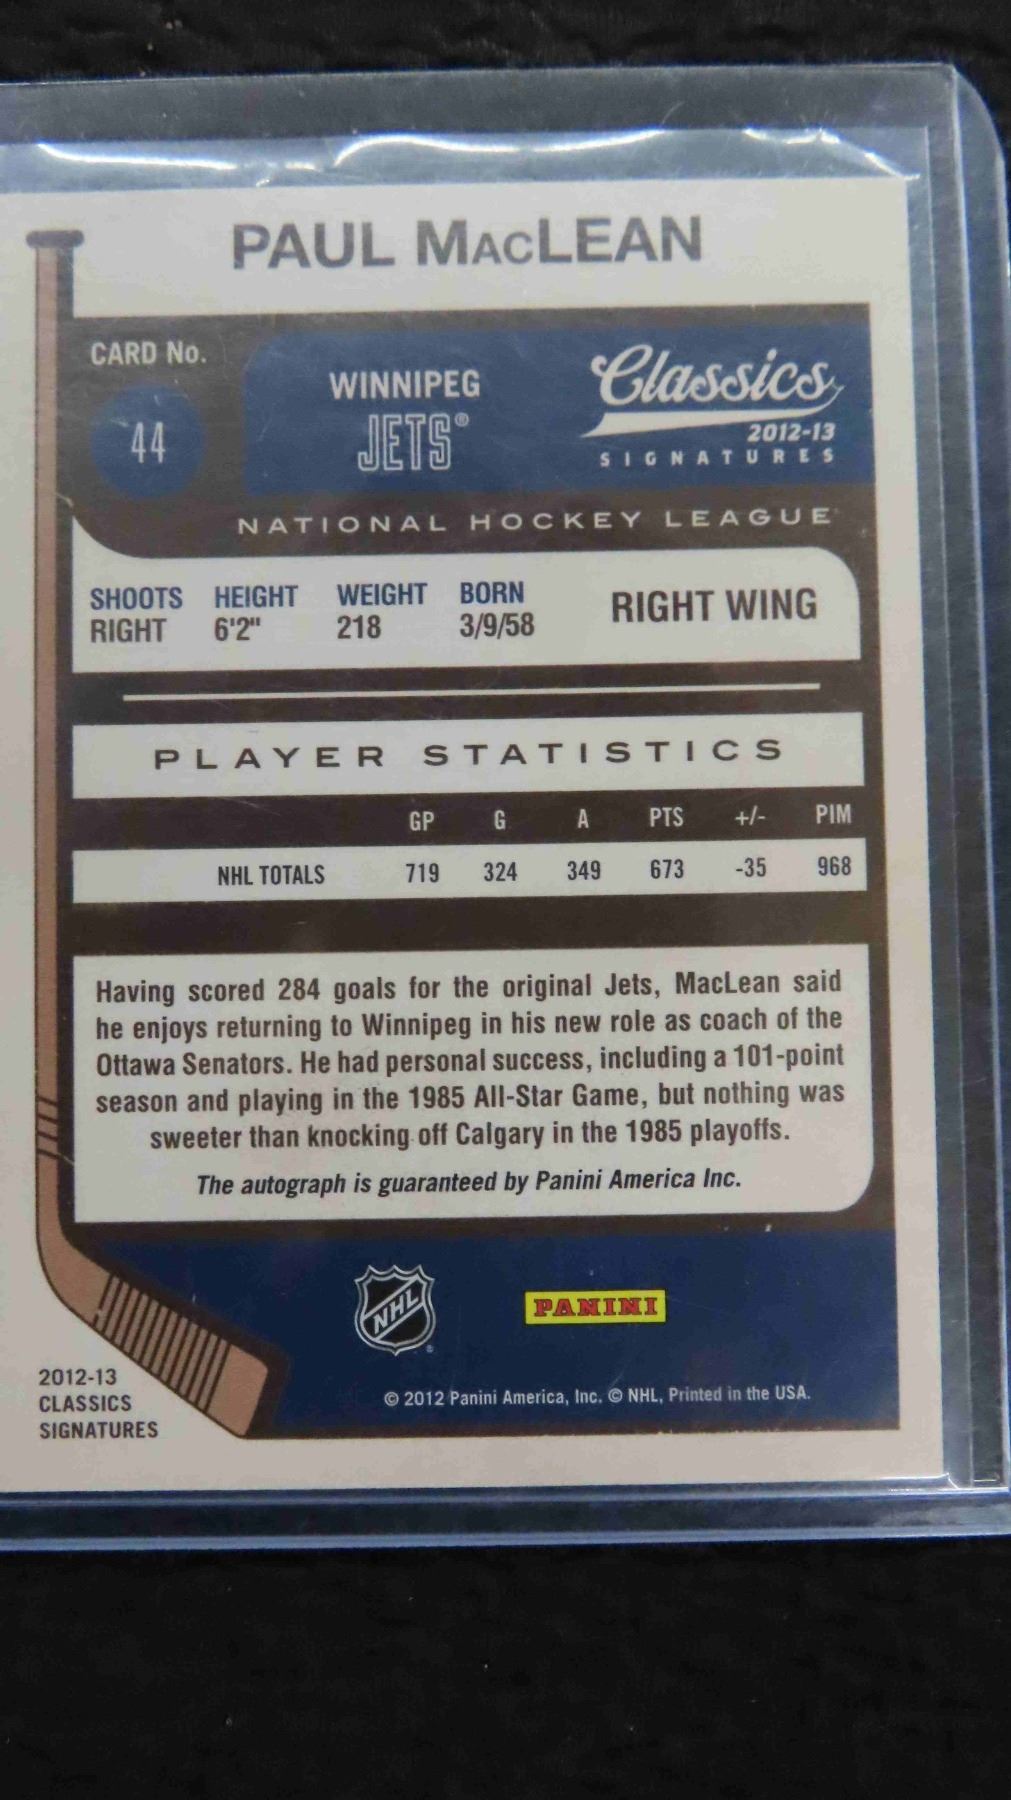 PAUL MACLEAN
CARD No.
44
WINNIPEG
JETS®
Classics
2012-13
SIGNATURES
NATIONAL HOCKEY LEAGUE
SHOOTS HEIGHT WEIGHT BORN
RIGHT 6'2" 218 3/9/58
RIGHT WING
PLAYER STATISTICS
GP G A PTS +/- PIM
NHL TOTALS 719 324 349 673 -35 968
Having scored 284 goals for the original Jets, MacLean said
he enjoys returning to Winnipeg in his new role as coach of the
Ottawa Senators. He had personal success, including a 101-point
season and playing in the 1985 All-Star Game, but nothing was
sweeter than knocking off Calgary in the 1985 playoffs.
The autograph is guaranteed by Panini America Inc.
NHL
PANINI
2012-13
CLASSICS
SIGNATURES
© 2012 Panini America, Inc. © NHL, Printed in the USA.